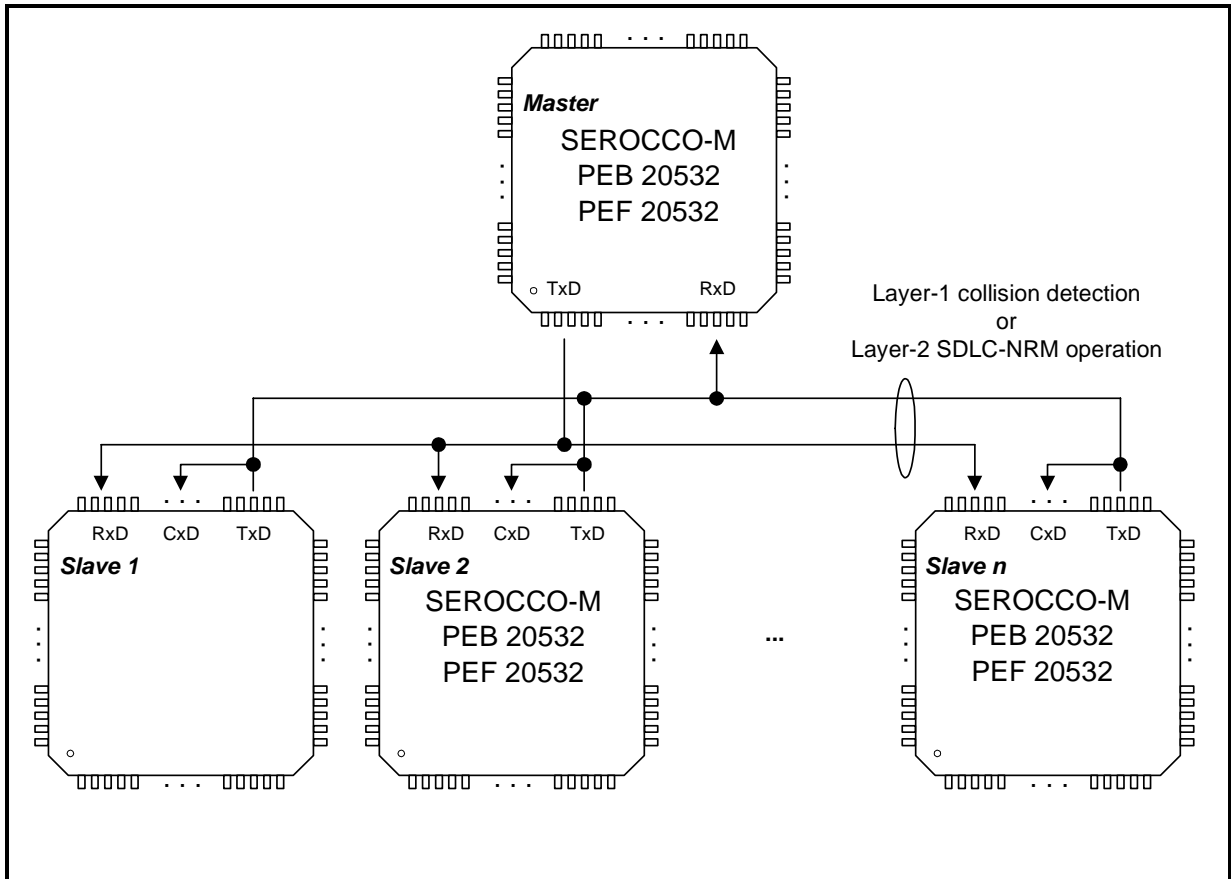 Master
SEROCCO-M
PEB 20532
PEF 20532
TxD RxD
Layer-1 collision detection
or
Layer-2 SDLC-NRM operation
RxD CxD TxD
Slave 1
RxD CxD TxD
Slave 2
SEROCCO-M
PEB 20532
PEF 20532
...
RxD CxD TxD
Slave n
SEROCCO-M
PEB 20532
PEF 20532